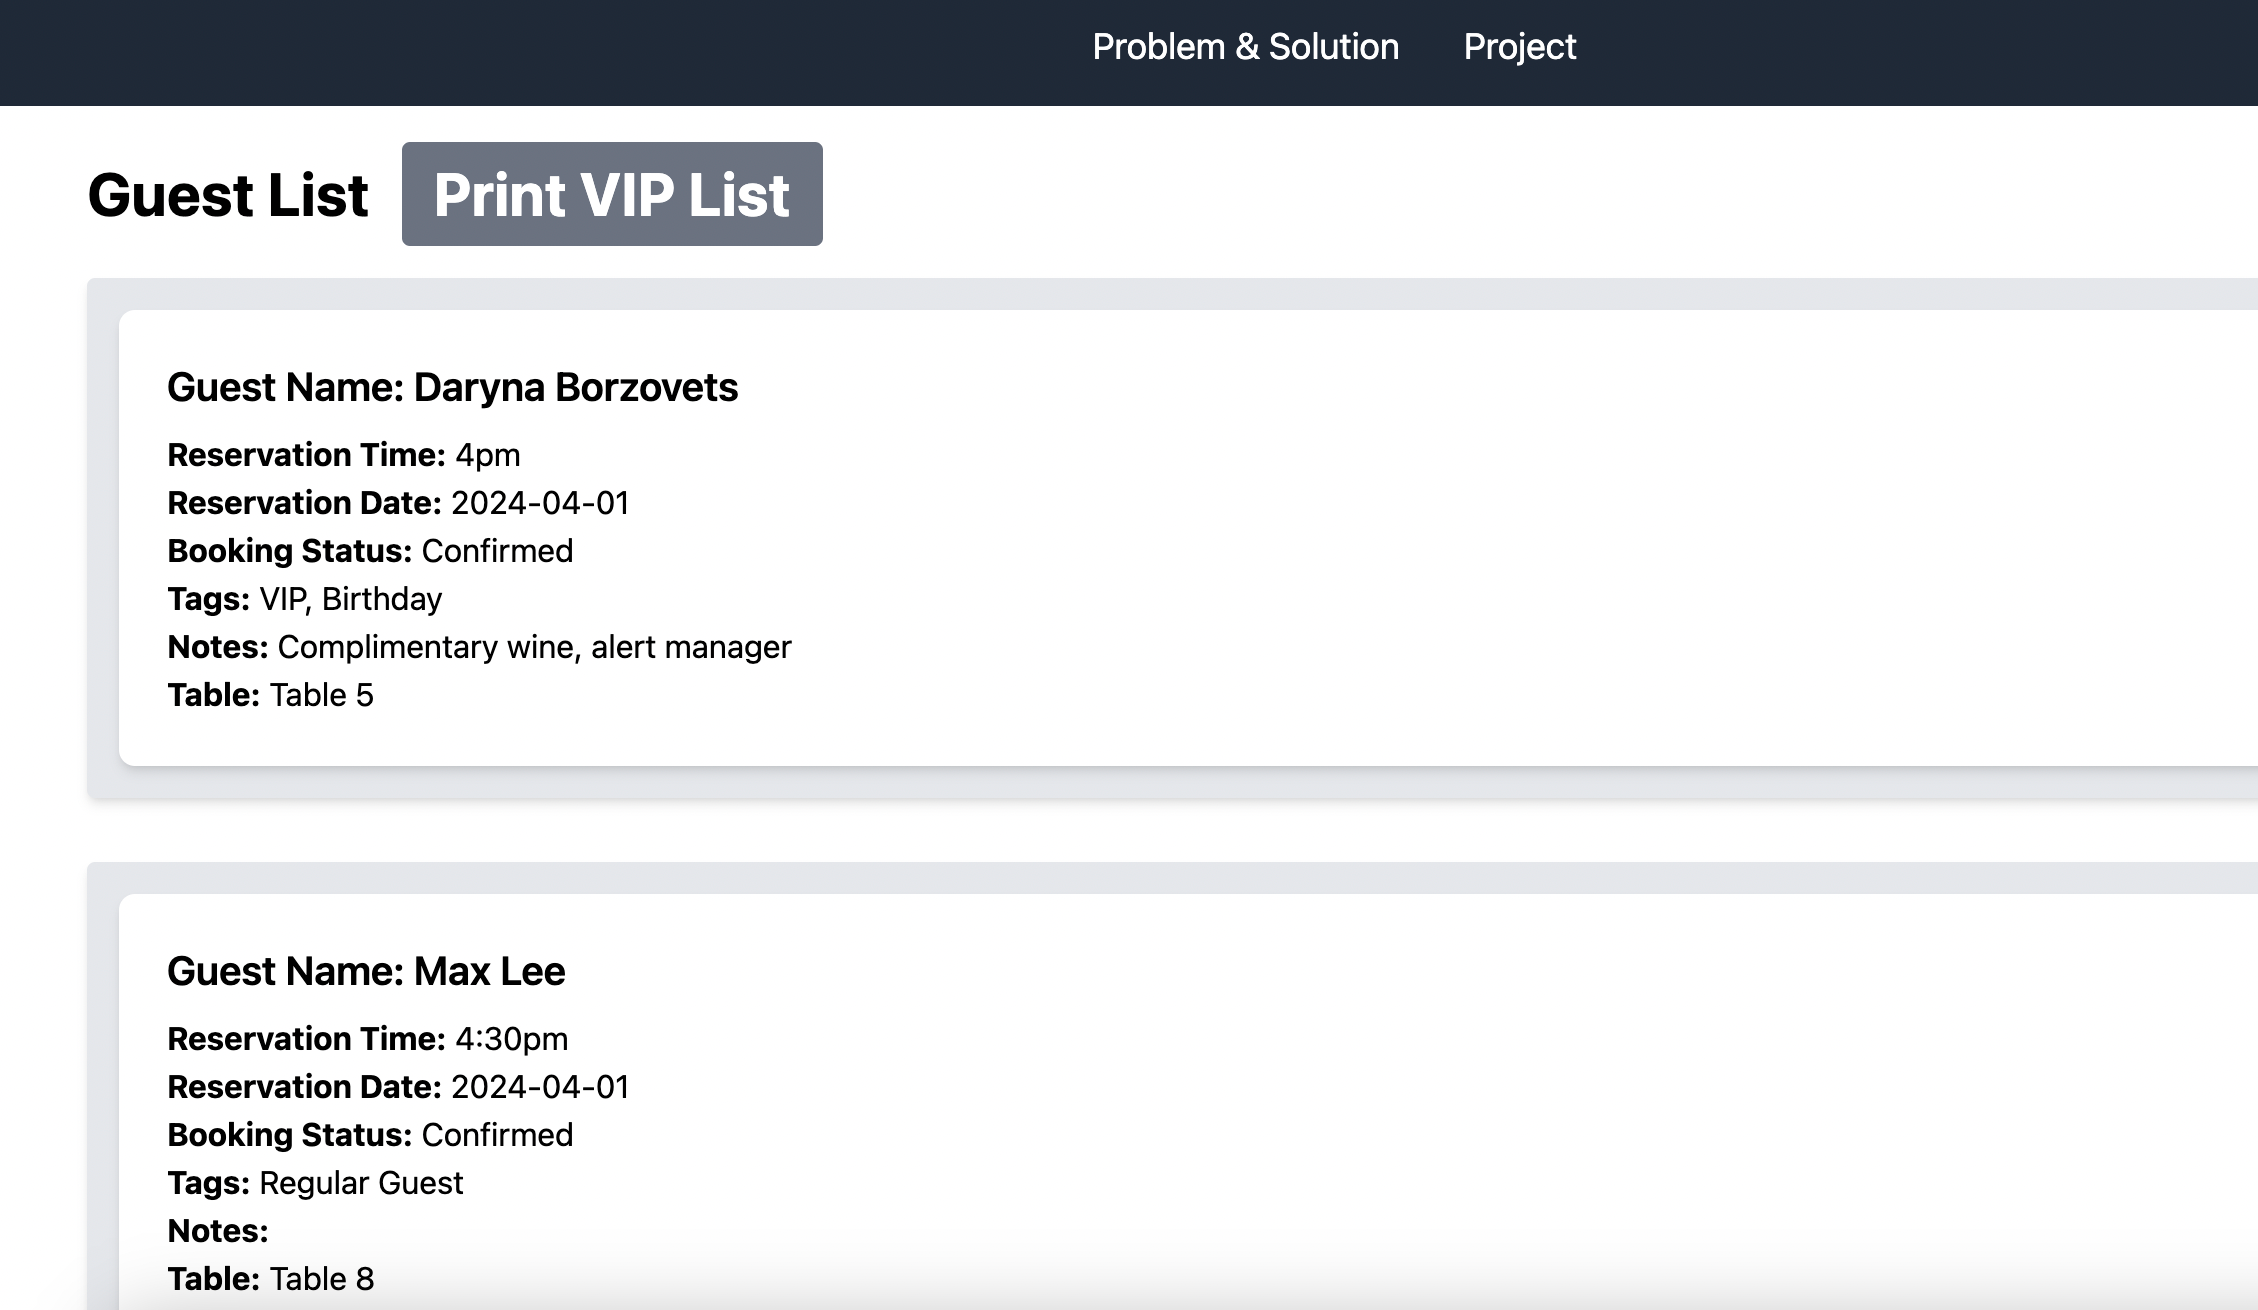 Problem & Solution Project
Guest List Print VIP List
Guest Name: Daryna Borzovets
Reservation Time: 4pm
Reservation Date: 2024-04-01
Booking Status: Confirmed
Tags: VIP, Birthday
Notes: Complimentary wine, alert manager
Table: Table 5
Guest Name: Max Lee
Reservation Time: 4:30pm
Reservation Date: 2024-04-01
Booking Status: Confirmed
Tags: Regular Guest
Notes:
Table: Table 8